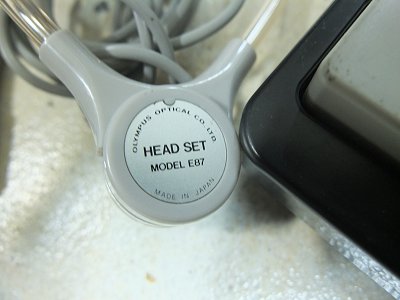 OLYMPUS OPTICAL CO. LTD.
HEAD SET
MODEL E87
MADE IN JAPAN